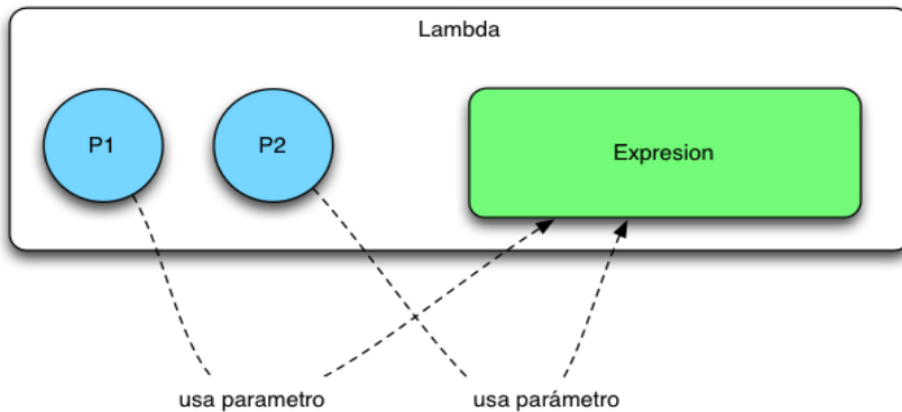 Lambda
P1
P2
Expresion
usa parametro
usa parámetro